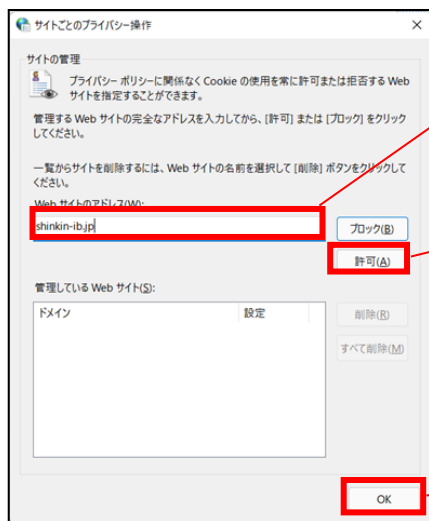 サイトごとのプライバシー操作
サイトの管理
プライバシー ポリシーに関係なく Cookie の使用を常に許可または拒否する Web
サイトを指定することができます。
管理する Web サイトの完全なアドレスを入力してから、[許可] または [ブロック] をクリック
してください。
一覧からサイトを削除するには、Web サイトの名前を選択して [削除] ボタンをクリックして
ください。
Web サイトのアドレス(W):
shinkin-ib.jp
ブロック(B)
許可(A)
管理している Web サイト(S):
ドメイン 設定
削除(R)
すべて削除(M)
OK